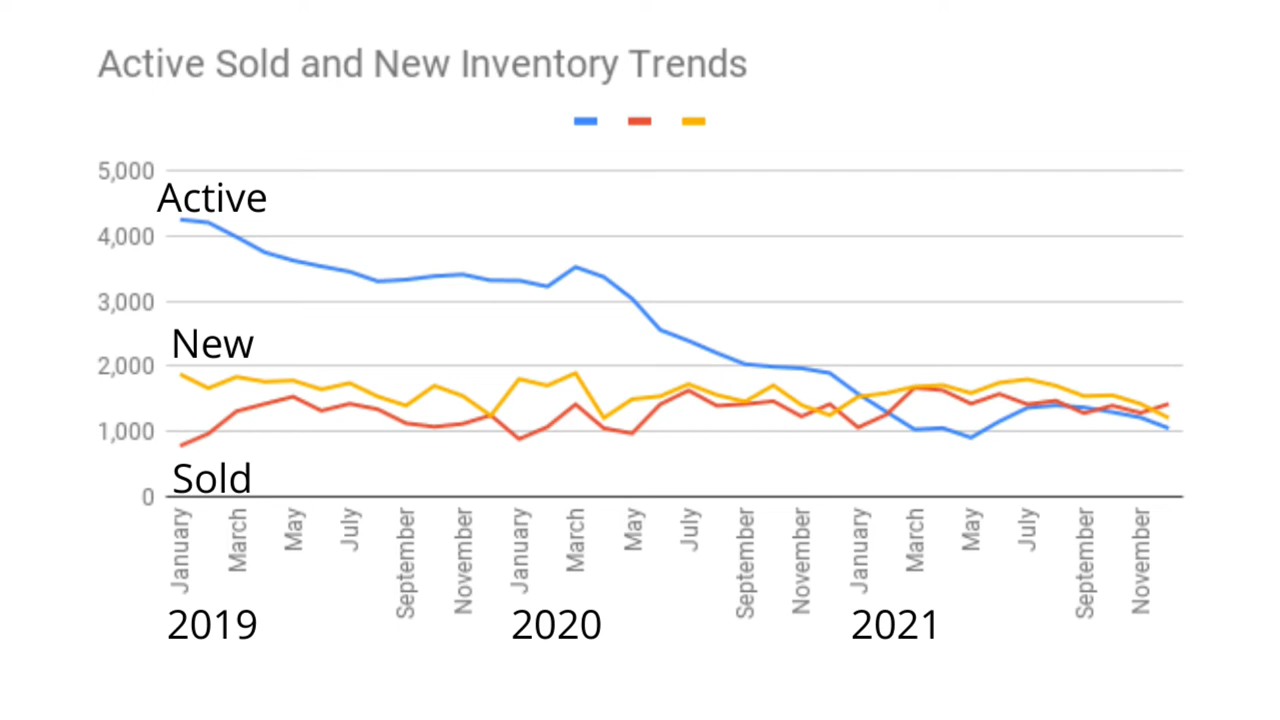 Active Sold and New Inventory Trends
5,000
Active
4,000
3,000
New
2,000
1,000
Sold
0
January March May July September November January March May July September November January March May July September November
2019 2020 2021